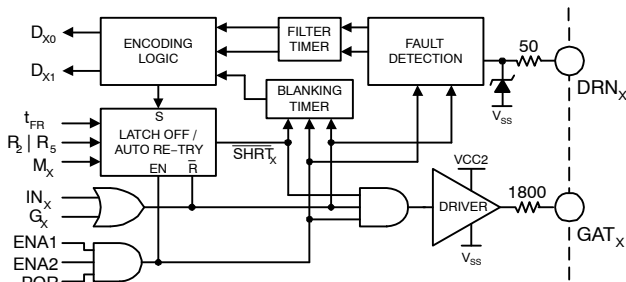 D_X0
ENCODING
LOGIC
FILTER
TIMER
FAULT
DETECTION
50
DRN_X
D_X1
BLANKING
TIMER
V_SS
t_FR
S
R_2 | R_5
LATCH OFF /
AUTO RE−TRY
SHRT_X
M_X
EN
R
VCC2
IN_X
G_X
DRIVER
1800
GAT_X
ENA1
ENA2
V_SS
POR